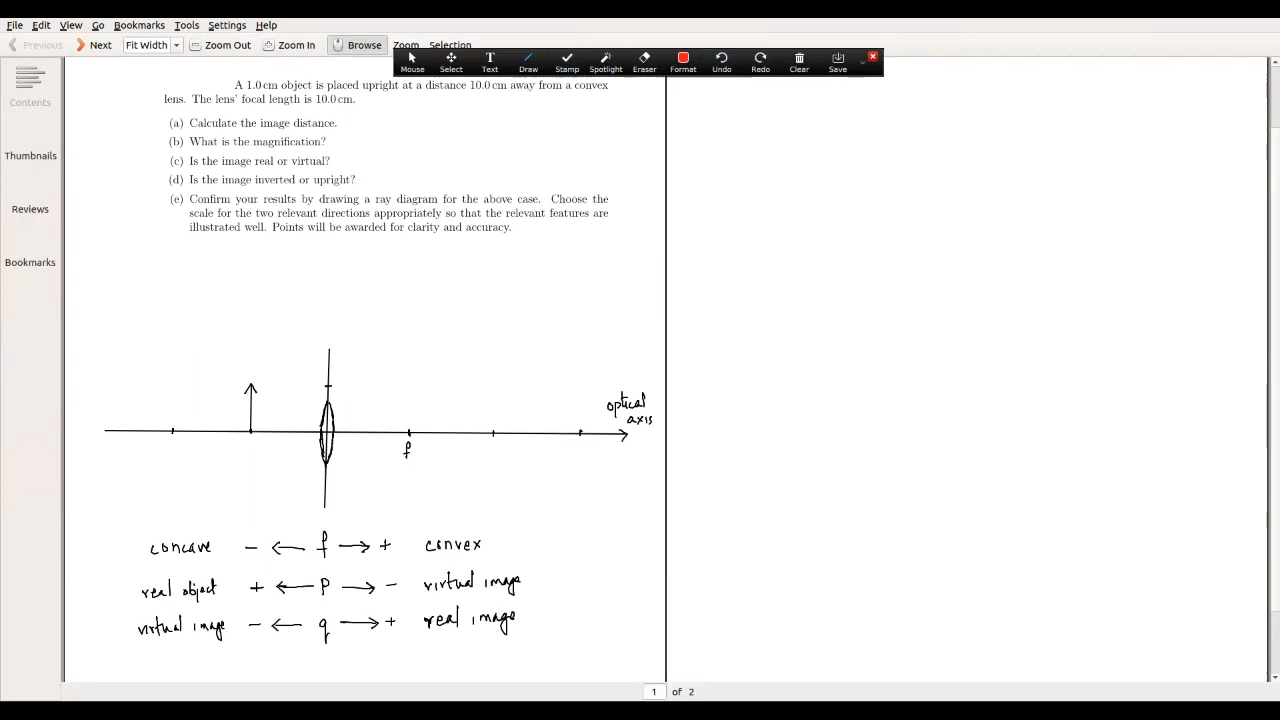 File Edit View Go Bookmarks Tools Settings Help
Previous Next Fit Width Zoom Out Zoom In Browse Zoom Selection
Mouse Select Text Draw Stamp Spotlight Eraser Format Undo Redo Clear Save
Contents
Thumbnails
Reviews
Bookmarks
A 1.0 cm object is placed upright at a distance 10.0 cm away from a convex
lens. The lens' focal length is 10.0 cm.
(a) Calculate the image distance.
(b) What is the magnification?
(c) Is the image real or virtual?
(d) Is the image inverted or upright?
(e) Confirm your results by drawing a ray diagram for the above case. Choose the
scale for the two relevant directions appropriately so that the relevant features are
illustrated well. Points will be awarded for clarity and accuracy.
optical
axis
f
concave − ← f → + convex
real object + ← p → − virtual image
virtual image − ← q → + real image
1 of 2